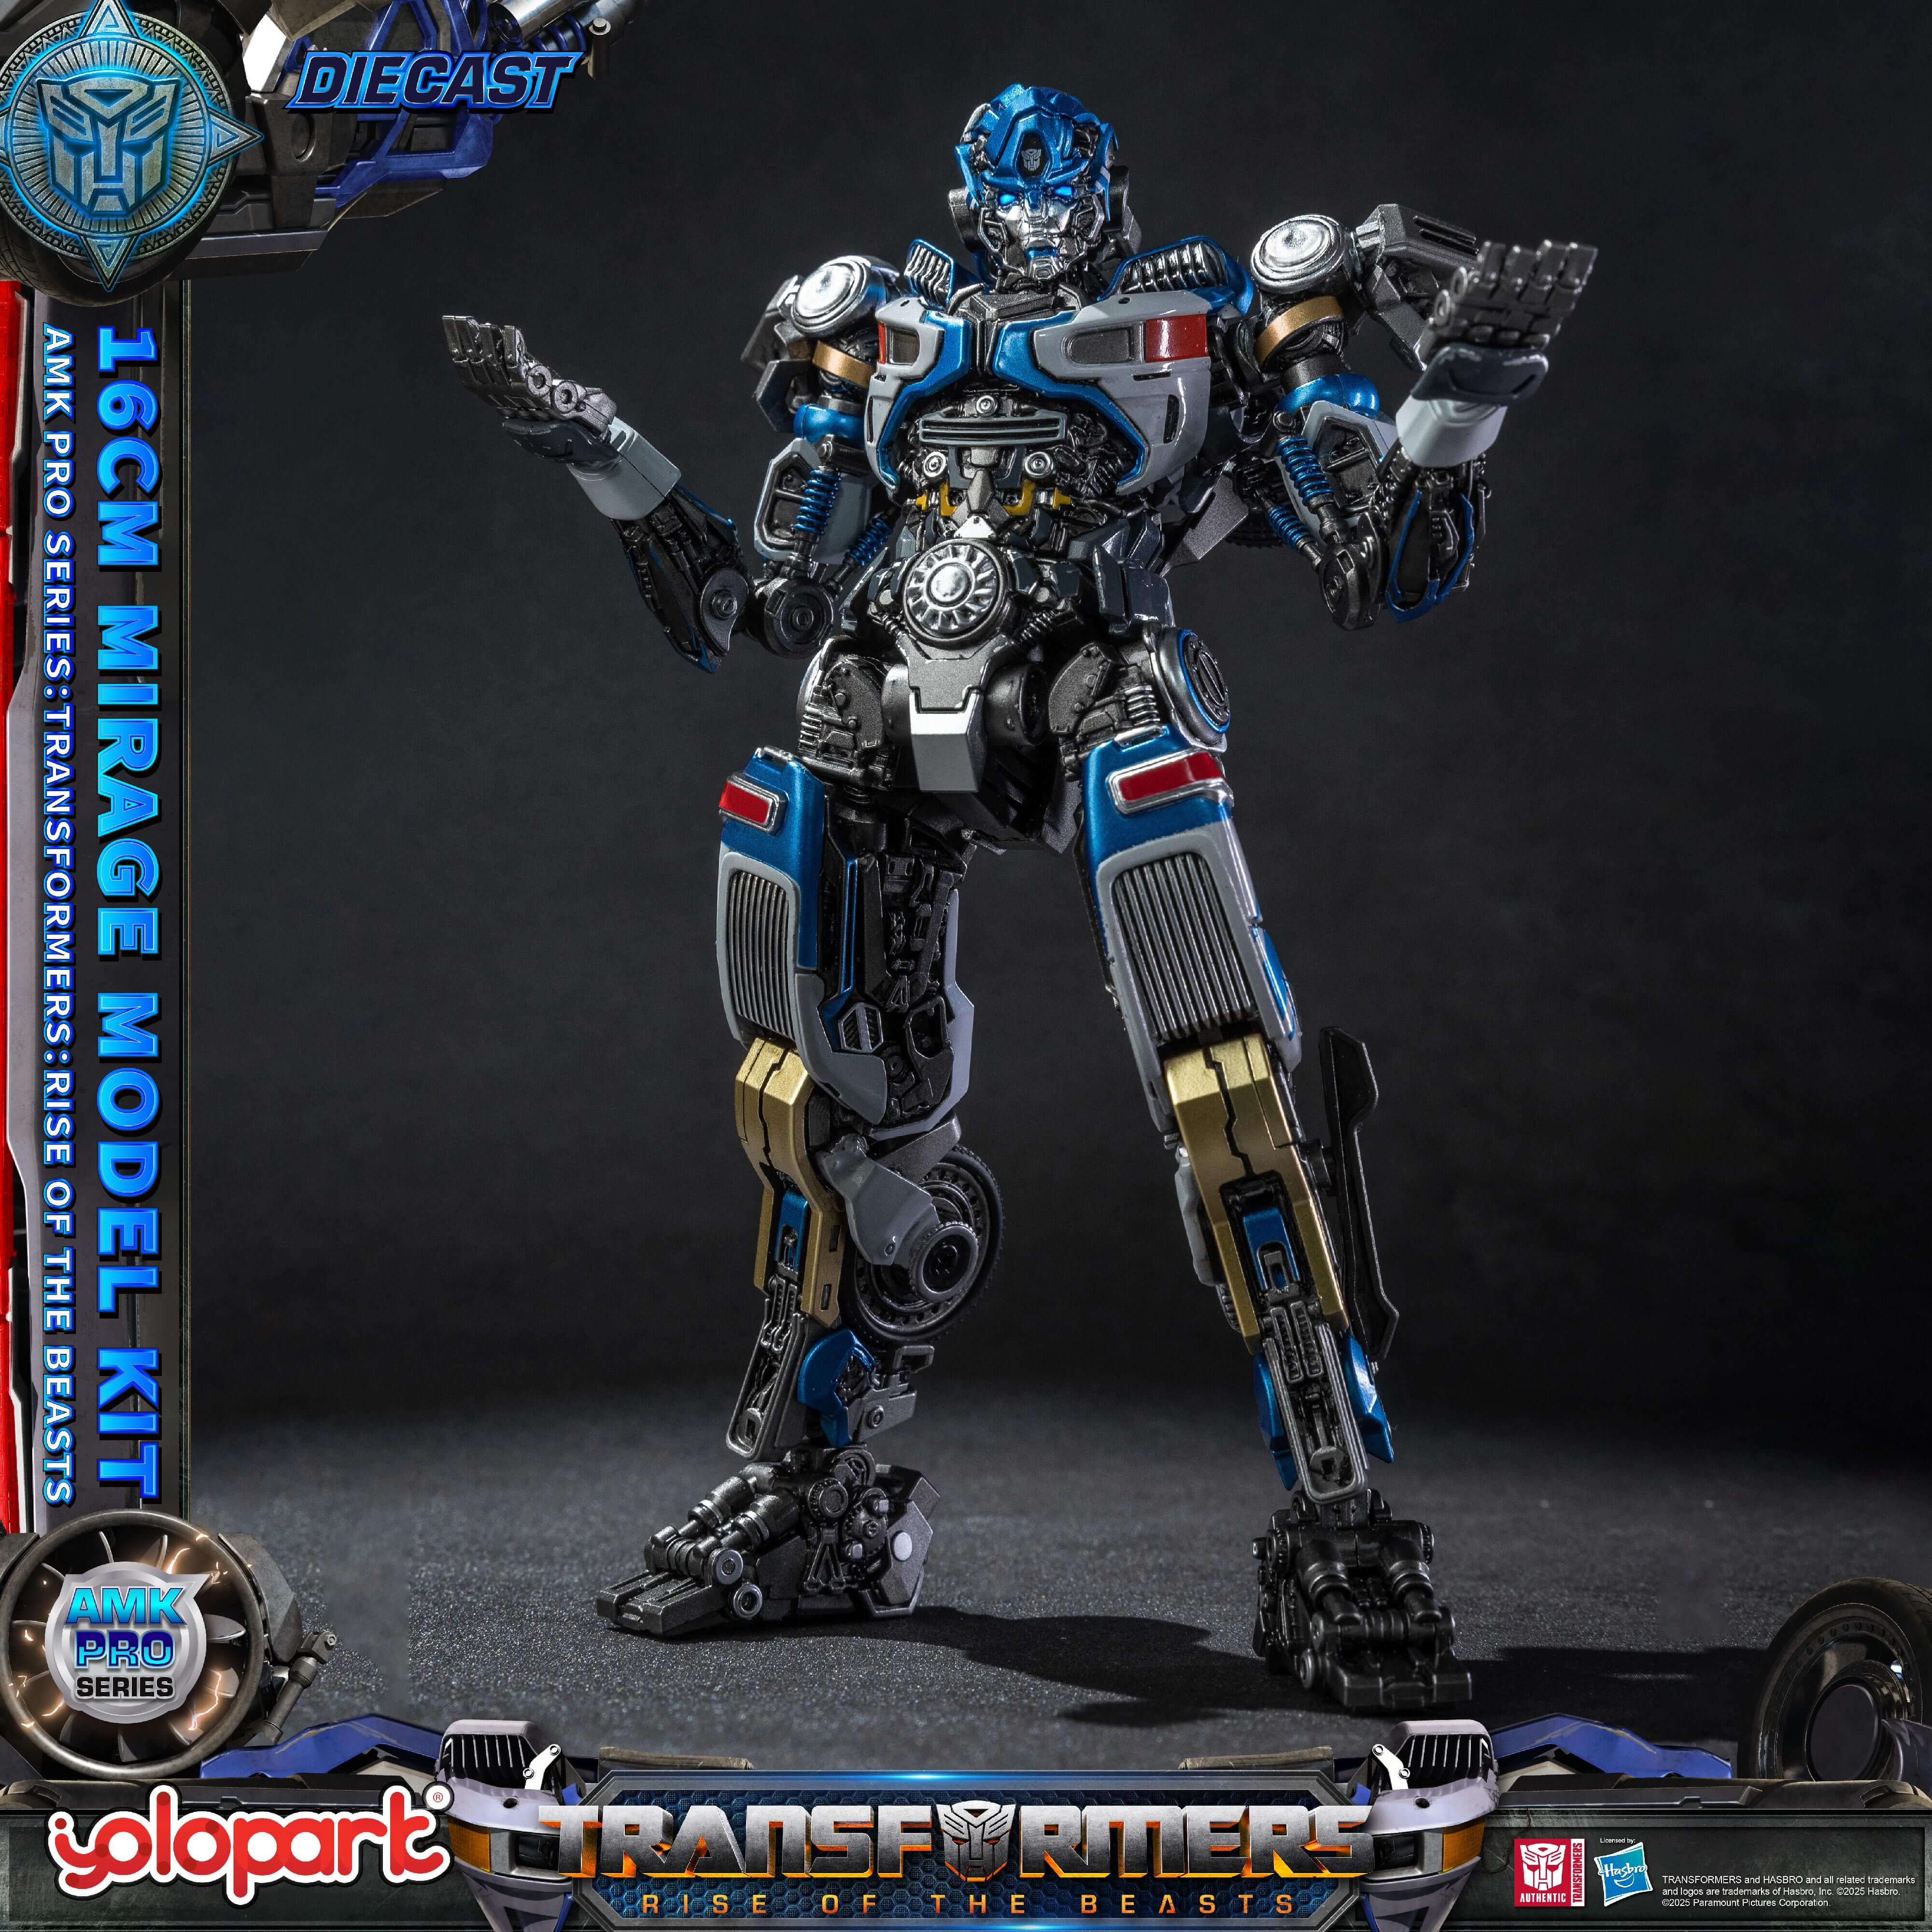 DIECAST
16CM MIRAGE MODEL KIT
AMK PRO SERIES:TRANSFORMERS:RISE OF THE BEASTS
AMK
PRO
SERIES
yolopart®
TRANSFORMERS
RISE OF THE BEASTS
AUTHENTIC
TRANSFORMERS
Licensed by:
Hasbro
TRANSFORMERS and HASBRO and all related trademarks
and logos are trademarks of Hasbro, Inc. ©2025 Hasbro.
©2025 Paramount Pictures Corporation.